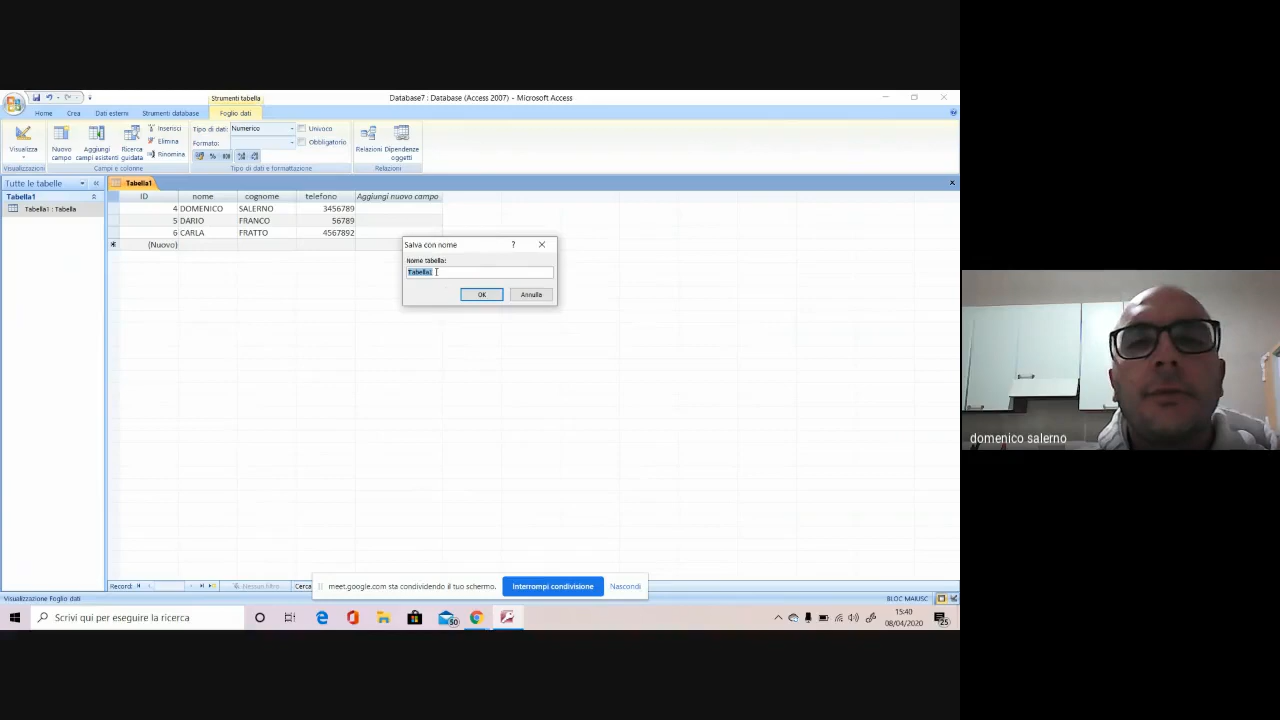 Strumenti tabella
Database7 : Database (Access 2007) - Microsoft Access
Home Crea Dati esterni Strumenti database Foglio dati
Visualizza
Visualizzazioni
Nuovo campo
Aggiungi campi esistenti
Ricerca guidata
Inserisci
Elimina
Rinomina
Campi e colonne
Tipo di dati: Numerico
Formato:
Univoco
Obbligatorio
Tipo di dati e formattazione
Relazioni
Dipendenze oggetti
Relazioni
Tutte le tabelle
Tabella1
Tabella1 : Tabella
Tabella1
ID nome cognome telefono Aggiungi nuovo campo
4 DOMENICO SALERNO 3456789
5 DARIO FRANCO 56789
6 CARLA FRATTO 4567892
(Nuovo)
Salva con nome ?
Nome tabella:
Tabella1
OK Annulla
domenico salerno
Record: Nessun filtro Cerca
meet.google.com sta condividendo il tuo schermo. Interrompi condivisione Nascondi
Visualizzazione Foglio dati
BLOC MAIUSC
Scrivi qui per eseguire la ricerca
50
15:40
08/04/2020
25